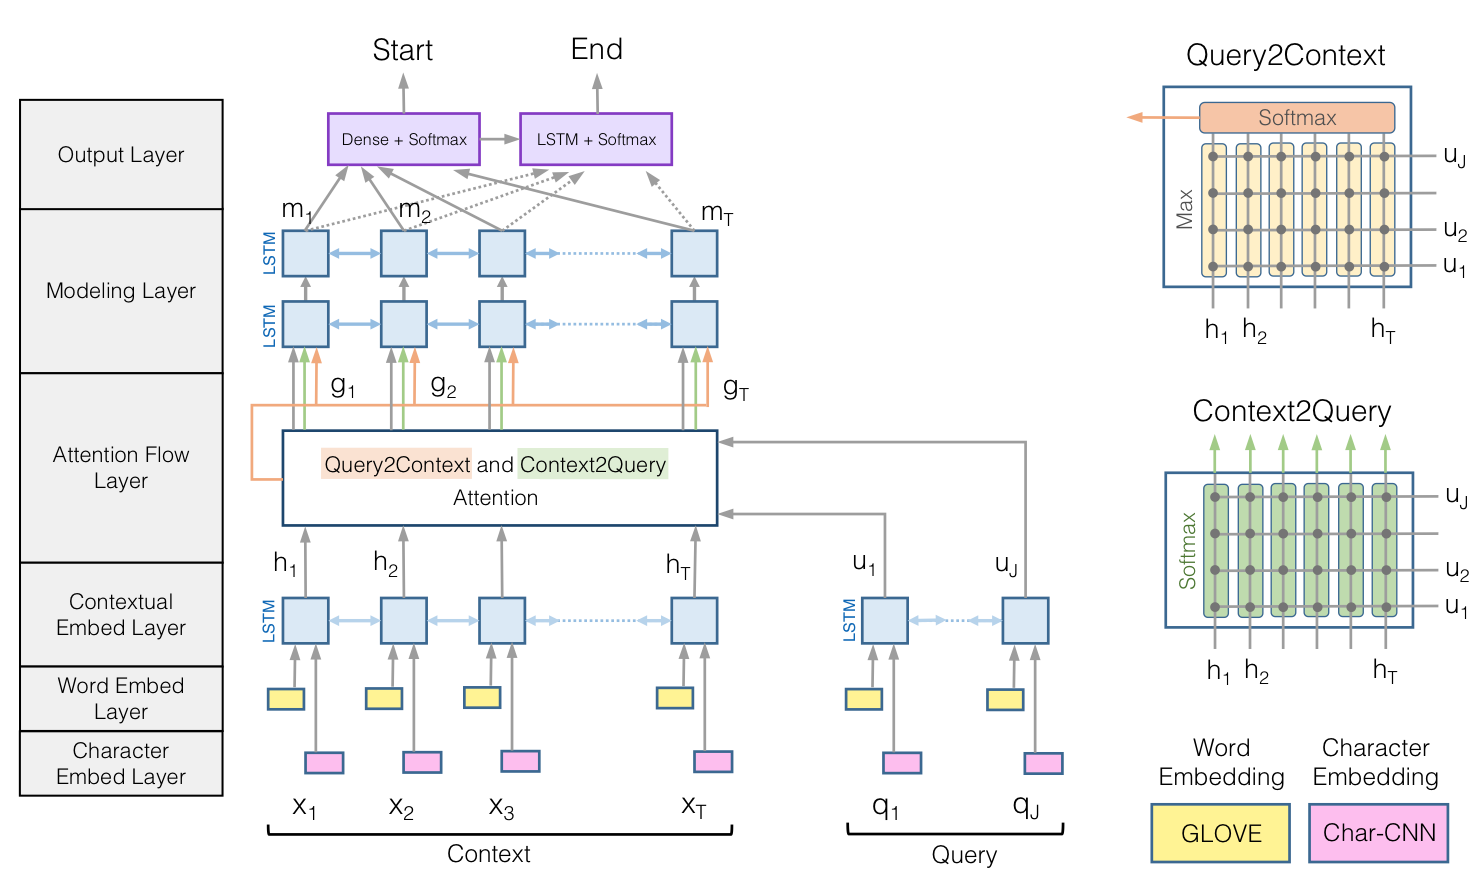 Start
End
Query2Context
Output Layer
Dense + Softmax
LSTM + Softmax
Softmax
Max
u_J
u_2
u_1
h_1
h_2
h_T
m_1
m_2
m_T
Modeling Layer
LSTM
LSTM
g_1
g_2
g_T
Attention Flow
Layer
Query2Context and Context2Query
Attention
Context2Query
Softmax
u_J
u_2
u_1
h_1
h_2
h_T
h_1
h_2
h_T
u_1
u_J
Contextual
Embed Layer
LSTM
LSTM
Word Embed
Layer
Character
Embed Layer
x_1
x_2
x_3
x_T
q_1
q_J
Context
Query
Word
Embedding
Character
Embedding
GLOVE
Char-CNN